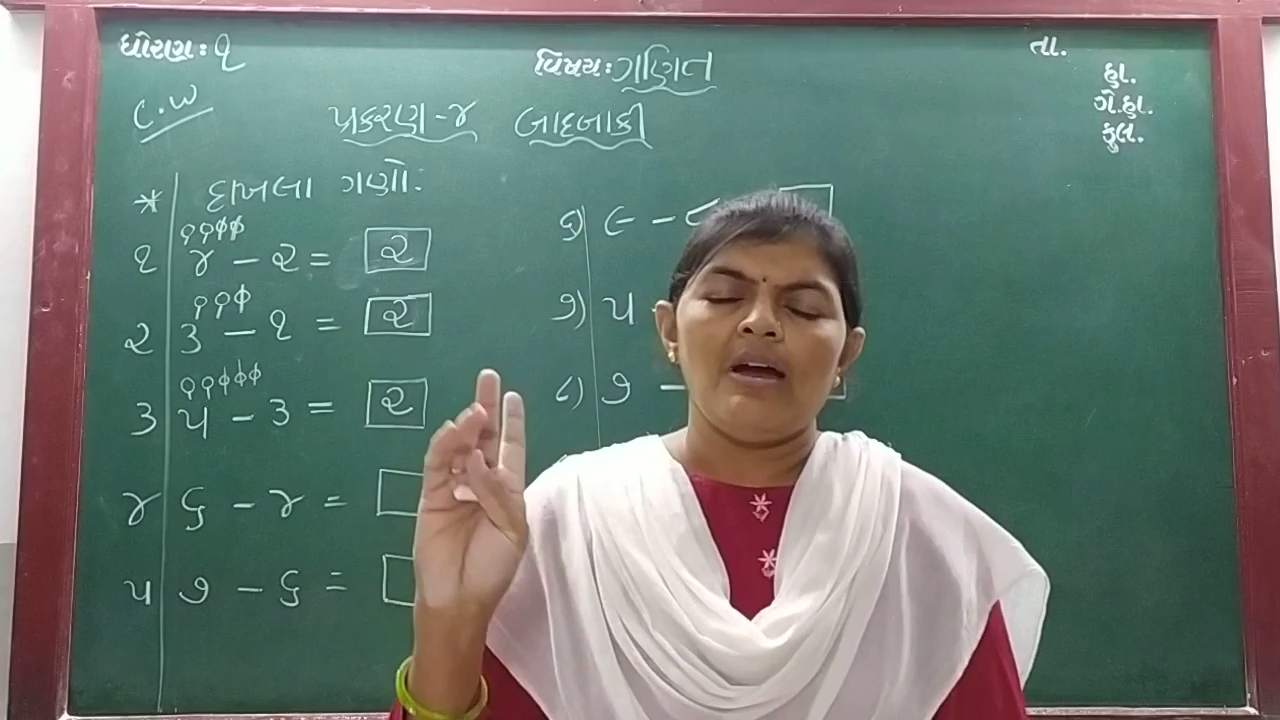 ધોરણ: ૧
વિષય: ગણિત
તા.
હા.
ગે.હા.
કુલ.
C.W
પ્રકરણ-૪ બાદબાકી
* દાખલા ગણો:
૧ ૪ - ૨ = ૨
૨ ૩ - ૧ = ૨
૩ ૫ - ૩ = ૨
૪ ૬ - ૪ =
૫ ૭ - ૬ =
૬) ૯ - ૮
૭) ૫
૮) ૭ -